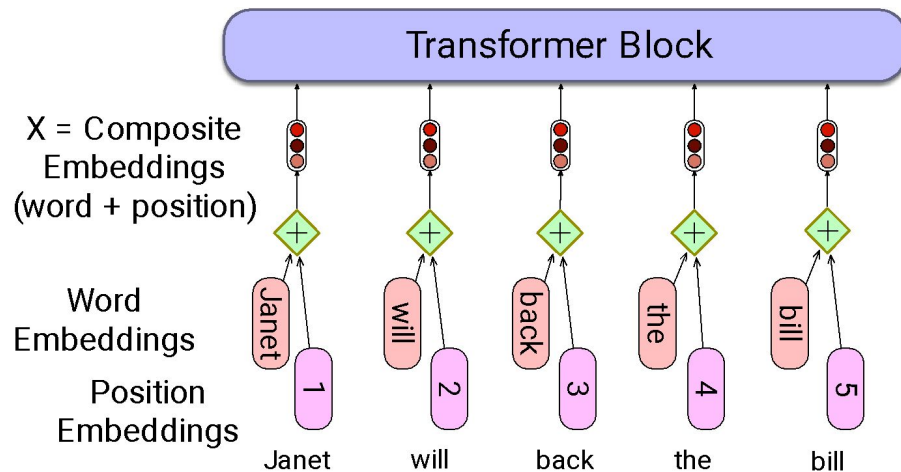 Transformer Block
X = Composite
Embeddings
(word + position)
+ + + + +
Word
Embeddings
Janet will back the bill
Position
Embeddings
1 2 3 4 5
Janet will back the bill